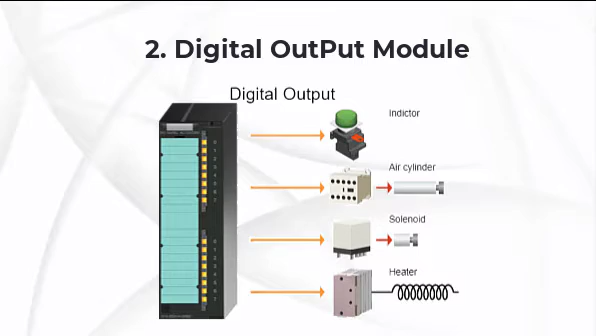 2. Digital OutPut Module
Digital Output
Indictor
Air cylinder
Solenoid
Heater